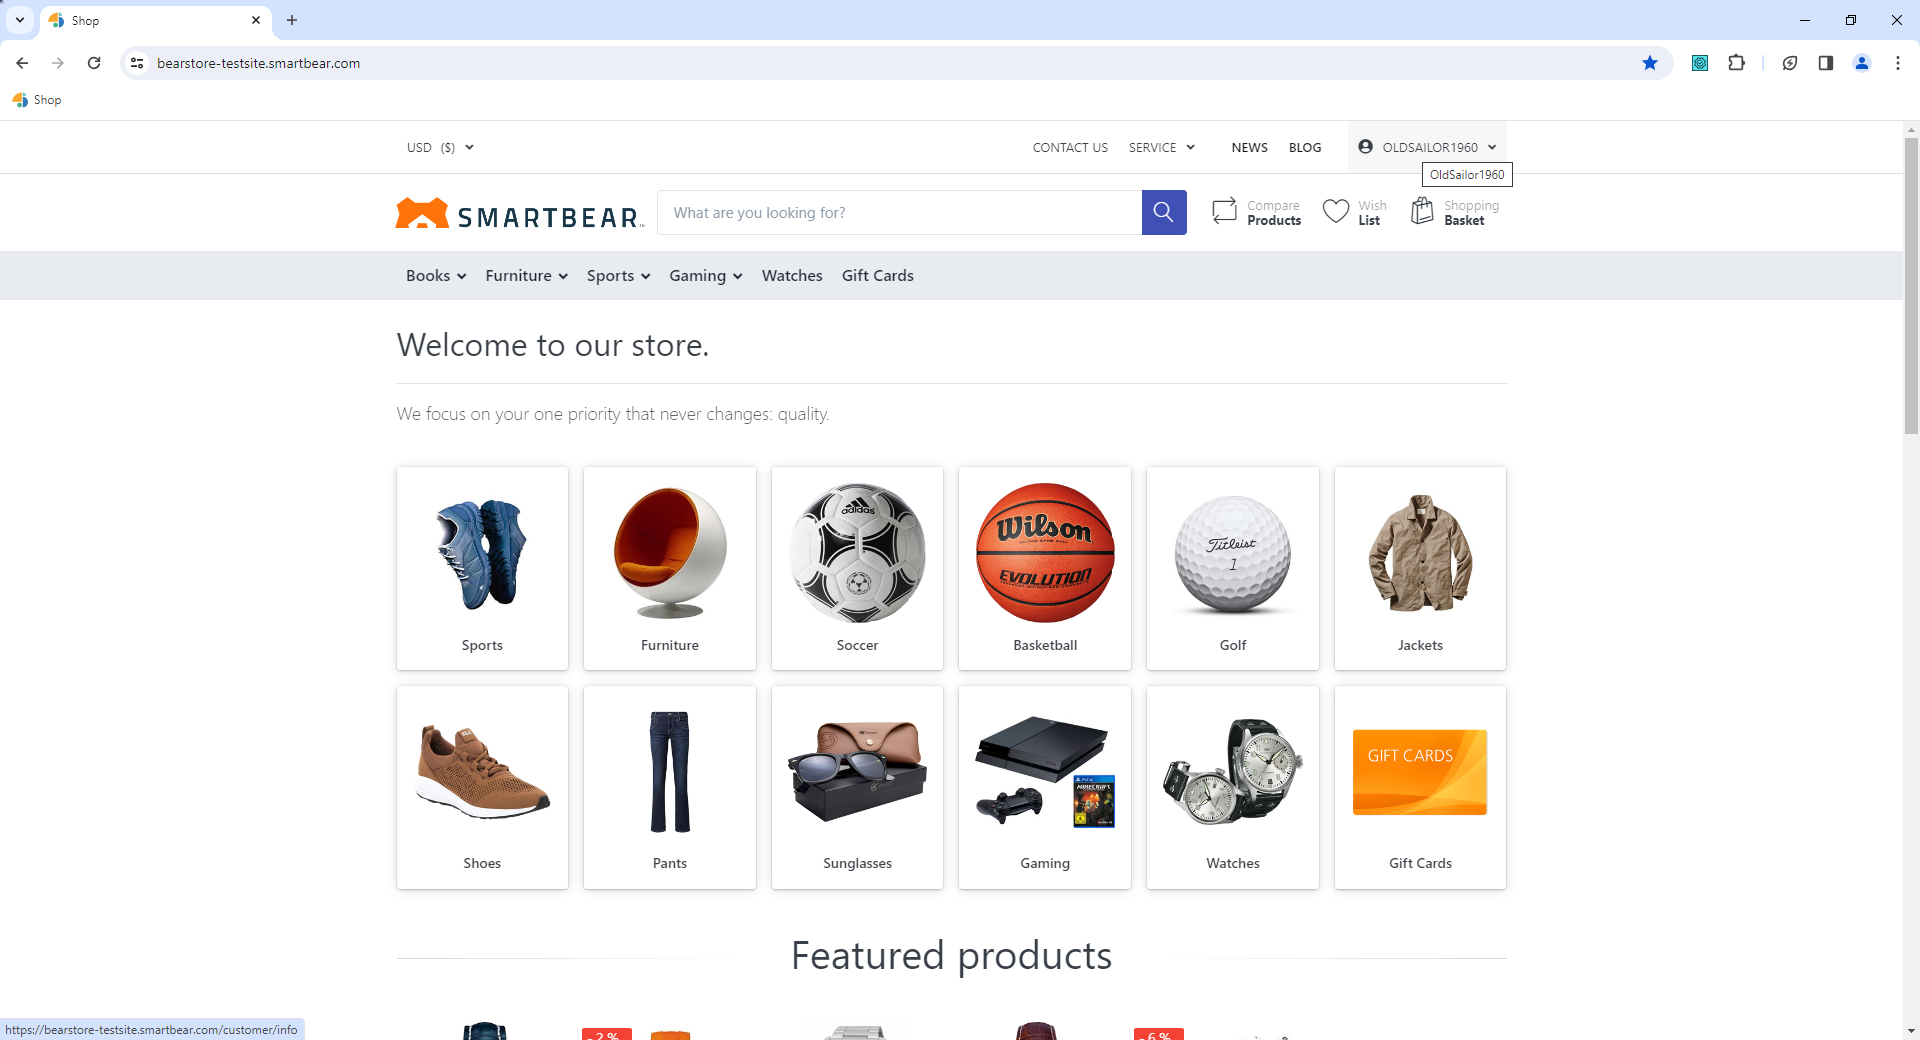 Shop
bearstore-testsite.smartbear.com
Shop
USD ($)
CONTACT US
SERVICE
NEWS
BLOG
OLDSAILOR1960
OldSailor1960
SMARTBEAR
What are you looking for?
Compare
Products
Wish
List
Shopping
Basket
Books
Furniture
Sports
Gaming
Watches
Gift Cards
Welcome to our store.
We focus on your one priority that never changes: quality.
adidas
Wilson
EVOLUTION
Titleist
1
Sports
Furniture
Soccer
Basketball
Golf
Jackets
MINECRAFT
GIFT CARDS
Shoes
Pants
Sunglasses
Gaming
Watches
Gift Cards
Featured products
- 2 %
- 6 %
https://bearstore-testsite.smartbear.com/customer/info